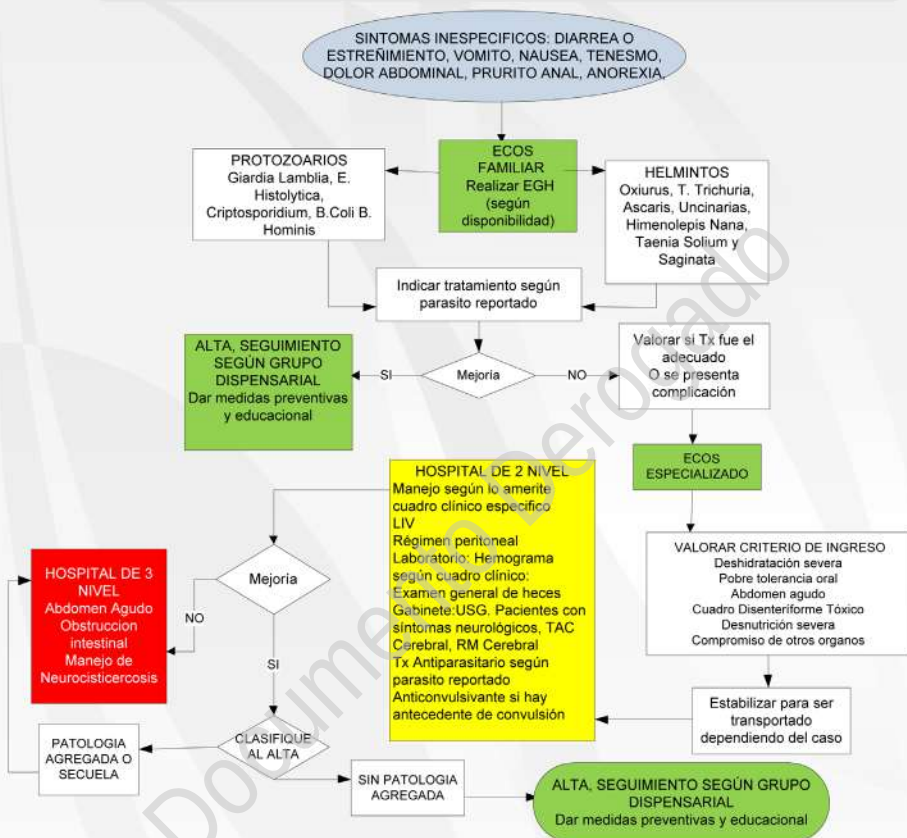 SINTOMAS INESPECIFICOS: DIARREA O
ESTREÑIMIENTO, VOMITO, NAUSEA, TENESMO,
DOLOR ABDOMINAL, PRURITO ANAL, ANOREXIA,
PROTOZOARIOS
Giardia Lamblia, E.
Histolytica,
Criptosporidium, B.Coli B.
Hominis
ECOS
FAMILIAR
Realizar EGH
(según
disponibilidad)
HELMINTOS
Oxiurus, T. Trichuria,
Ascaris, Uncinarias,
Himenolepis Nana,
Taenia Solium y
Saginata
Indicar tratamiento según
parasito reportado
ALTA, SEGUIMIENTO
SEGÚN GRUPO
DISPENSARIAL
Dar medidas preventivas
y educacional
SI
Mejoría
NO
Valorar si Tx fue el
adecuado
O se presenta
complicación
ECOS
ESPECIALIZADO
VALORAR CRITERIO DE INGRESO
Deshidratación severa
Pobre tolerancia oral
Abdomen agudo
Cuadro Disenteríforme Tóxico
Desnutrición severa
Compromiso de otros organos
Estabilizar para ser
transportado
dependiendo del caso
HOSPITAL DE 2 NIVEL
Manejo según lo amerite
cuadro clínico especifico
LIV
Régimen peritoneal
Laboratorio: Hemograma
según cuadro clínico:
Examen general de heces
Gabinete:USG. Pacientes con
síntomas neurológicos, TAC
Cerebral, RM Cerebral
Tx Antiparasitario según
parasito reportado
Anticonvulsivante si hay
antecedente de convulsión
Mejoría
NO
SI
HOSPITAL DE 3
NIVEL
Abdomen Agudo
Obstruccion
intestinal
Manejo de
Neurocisticercosis
CLASIFIQUE
AL ALTA
PATOLOGIA
AGREGADA O
SECUELA
SIN PATOLOGIA
AGREGADA
ALTA, SEGUIMIENTO SEGÚN GRUPO
DISPENSARIAL
Dar medidas preventivas y educacional
Documento Derogado